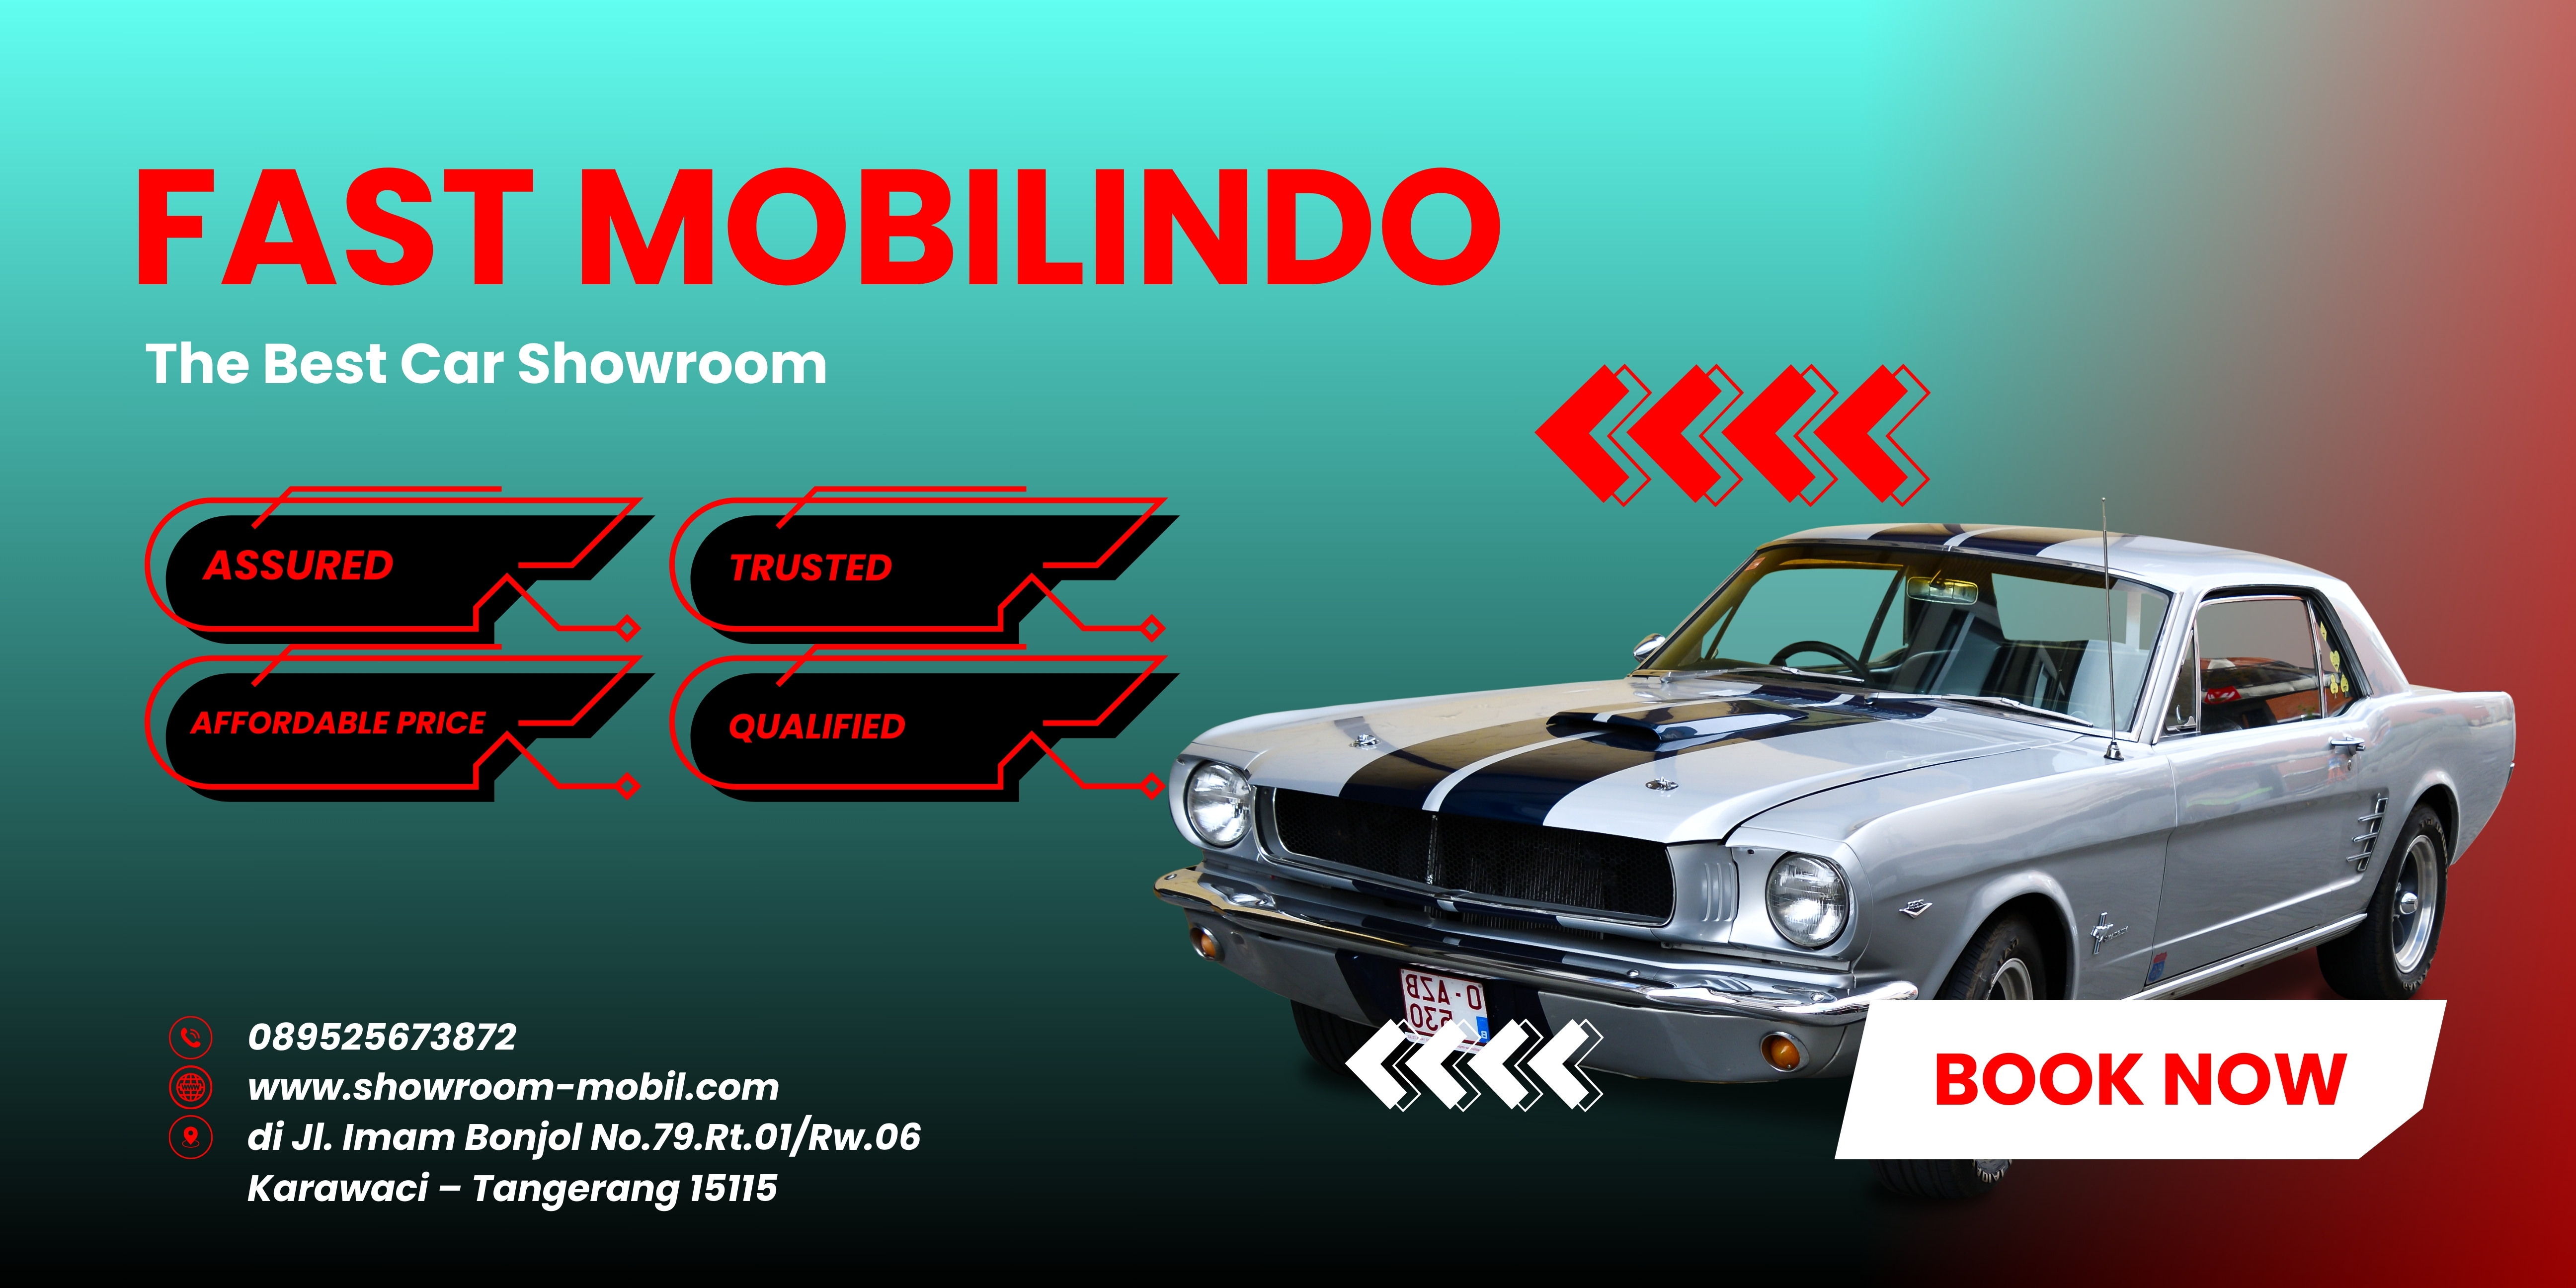 FAST MOBILINDO
The Best Car Showroom
ASSURED
TRUSTED
AFFORDABLE PRICE
QUALIFIED
089525673872
www.showroom-mobil.com
di Jl. Imam Bonjol No.79.Rt.01/Rw.06
Karawaci – Tangerang 15115
BOOK NOW